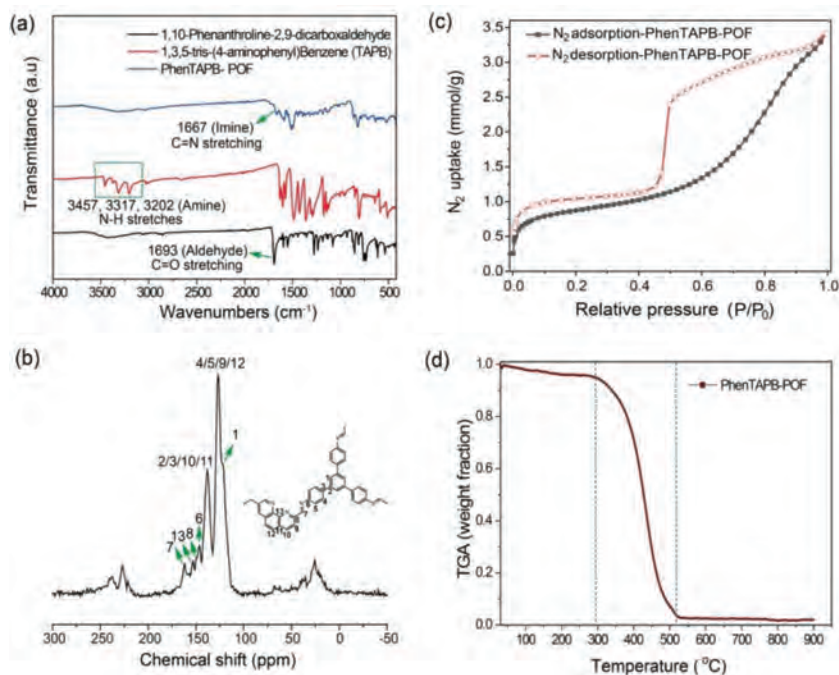 (a)
1,10-Phenanthroline-2,9-dicarboxaldehyde
1,3,5-tris-(4-aminophenyl)Benzene (TAPB)
PhenTAPB- POF
1667 (Imine)
C=N stretching
3457, 3317, 3202 (Amine)
N-H stretches
1693 (Aldehyde)
C=O stretching
Transmittance (a.u)
4000 3500 3000 2500 2000 1500 1000 500
Wavenumbers (cm-1)
(c)
N2 adsorption-PhenTAPB-POF
N2 desorption-PhenTAPB-POF
N2 uptake (mmol/g)
3.5
3.0
2.5
2.0
1.5
1.0
0.5
0.0
0.0 0.2 0.4 0.6 0.8 1.0
Relative pressure (P/P0)
(b)
4/5/9/12
1
2/3/10/11
6
8
13
7
300 250 200 150 100 50 0 -50
Chemical shift (ppm)
(d)
PhenTAPB-POF
TGA (weight fraction)
1.0
0.8
0.6
0.4
0.2
0.0
100 200 300 400 500 600 700 800 900
Temperature (°C)